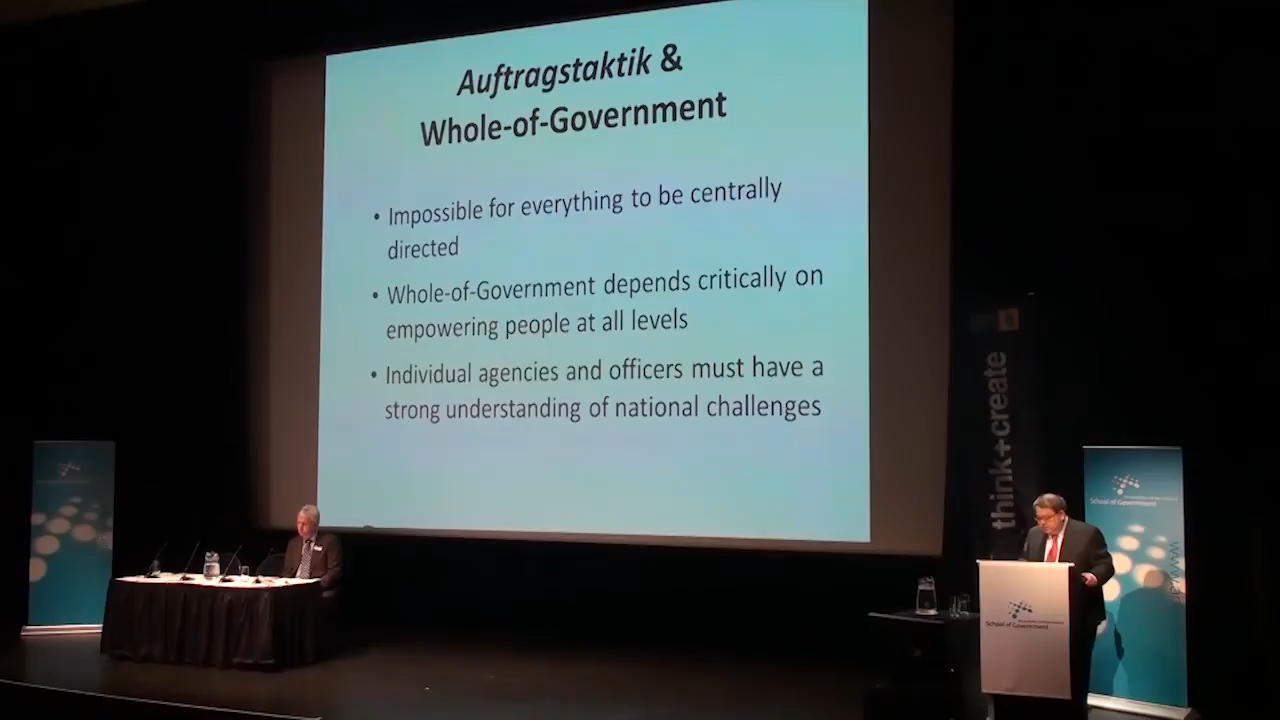 Auftragstaktik &
Whole-of-Government
• Impossible for everything to be centrally
directed
• Whole-of-Government depends critically on
empowering people at all levels
• Individual agencies and officers must have a
strong understanding of national challenges
think+create
School of Government
School of Government